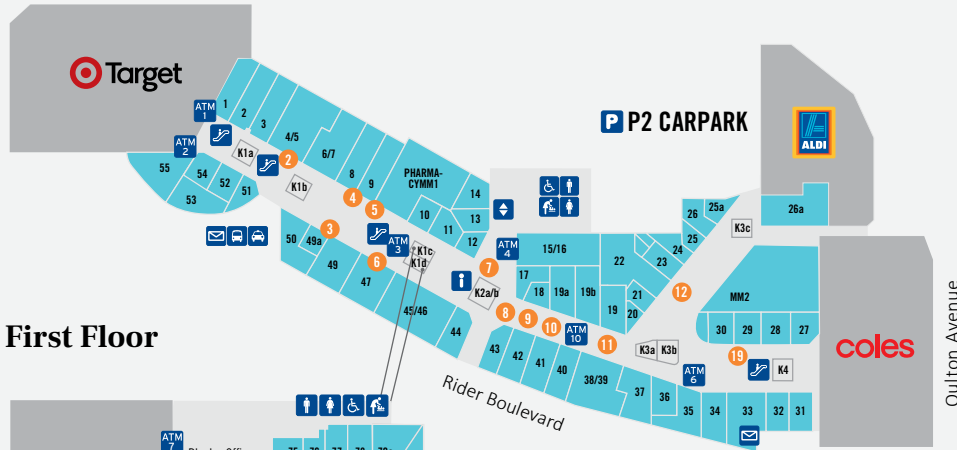 Target
ATM
1
ATM
2
1
2
3
4/5
6/7
8
9
PHARMA-
CYMM1
10
11
12
13
14
K1a
K1b
2
4
5
3
6
55
54
53
52
51
50
49a
49
47
45/46
44
ATM
3
K1c
K1d
i
K2a/b
ATM
4
7
P P2 CARPARK
ALDI
26a
25a
26
25
24
23
22
21
20
K3c
15/16
17
18
19a
19b
19
8
9
10
ATM
10
11
12
MM2
30
29
28
27
19
K3a
K3b
K4
ATM
6
43
42
41
40
38/39
37
36
35
34
33
32
31
coles
Oulton Avenue
First Floor
Rider Boulevard
ATM
7